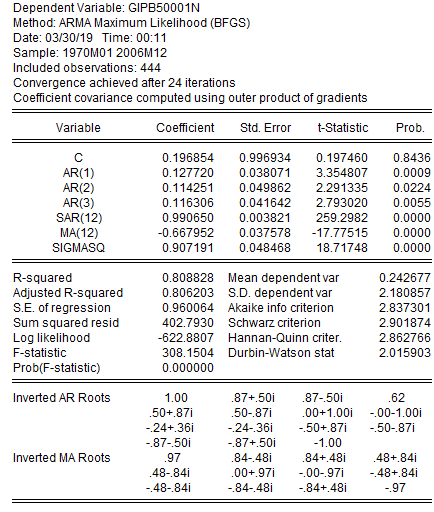 Dependent Variable: GIPB50001N
Method: ARMA Maximum Likelihood (BFGS)
Date: 03/30/19 Time: 00:11
Sample: 1970M01 2006M12
Included observations: 444
Convergence achieved after 24 iterations
Coefficient covariance computed using outer product of gradients
Variable Coefficient Std. Error t-Statistic Prob.
C 0.196854 0.996934 0.197460 0.8436
AR(1) 0.127720 0.038071 3.354807 0.0009
AR(2) 0.114251 0.049862 2.291335 0.0224
AR(3) 0.116306 0.041642 2.793020 0.0055
SAR(12) 0.990650 0.003821 259.2982 0.0000
MA(12) -0.667952 0.037578 -17.77515 0.0000
SIGMASQ 0.907191 0.048468 18.71748 0.0000
R-squared 0.808828 Mean dependent var 0.242677
Adjusted R-squared 0.806203 S.D. dependent var 2.180857
S.E. of regression 0.960064 Akaike info criterion 2.837301
Sum squared resid 402.7930 Schwarz criterion 2.901874
Log likelihood -622.8807 Hannan-Quinn criter. 2.862766
F-statistic 308.1504 Durbin-Watson stat 2.015903
Prob(F-statistic) 0.000000
Inverted AR Roots 1.00 .87+.50i .87-.50i .62
.50+.87i .50-.87i .00+1.00i -.00-1.00i
-.24+.36i -.24-.36i -.50+.87i -.50-.87i
-.87-.50i -.87+.50i -1.00
Inverted MA Roots .97 .84-.48i .84+.48i .48+.84i
.48-.84i .00+.97i -.00-.97i -.48+.84i
-.48-.84i -.84-.48i -.84+.48i -.97